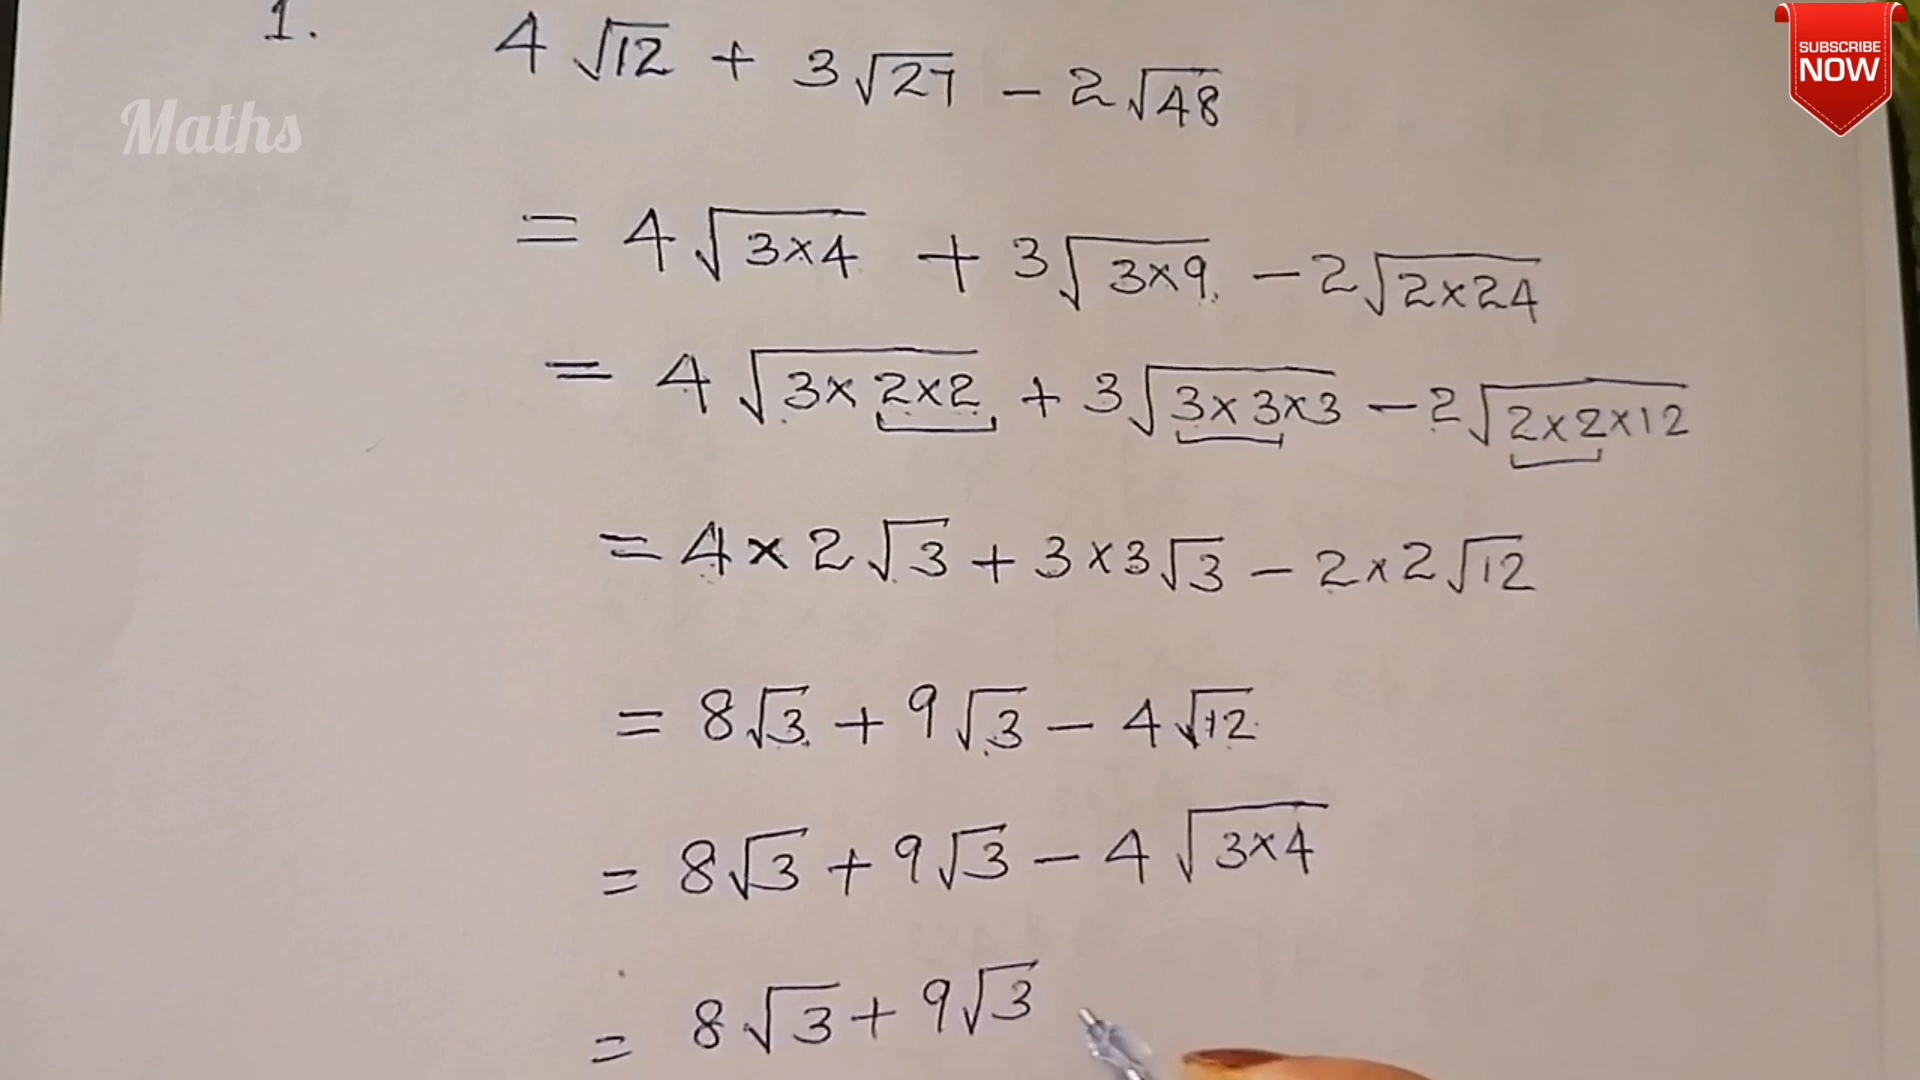 1. 4√12 + 3√27 - 2√48
SUBSCRIBE
NOW
Maths
= 4√3×4 + 3√3×9 - 2√2×24
= 4√3×2×2 + 3√3×3×3 - 2√2×2×12
= 4×2√3 + 3×3√3 - 2×2√12
= 8√3 + 9√3 - 4√12
= 8√3 + 9√3 - 4√3×4
= 8√3 + 9√3